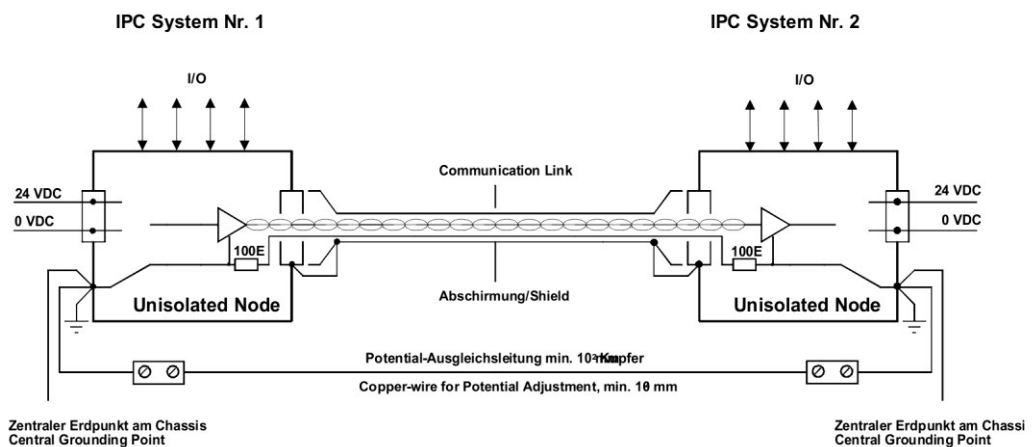 IPC System Nr. 1
IPC System Nr. 2
I/O
I/O
Communication Link
24 VDC
24 VDC
0 VDC
0 VDC
100E
100E
Abschirmung/Shield
Unisolated Node
Unisolated Node
Potential-Ausgleichsleitung min. 10
Copper-wire for Potential Adjustment, min. mm
Zentraler Erdpunkt am Chassis
Central Grounding Point
Zentraler Erdpunkt am Chassi
Central Grounding Point